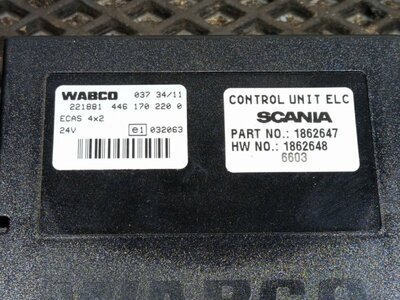 WABCO 037 34/11
221881 446 170 220 0
ECAS 4x2
24V e1 032063
CONTROL UNIT ELC
SCANIA
PART NO.: 1862647
HW NO.: 1862648
6603
WABCO